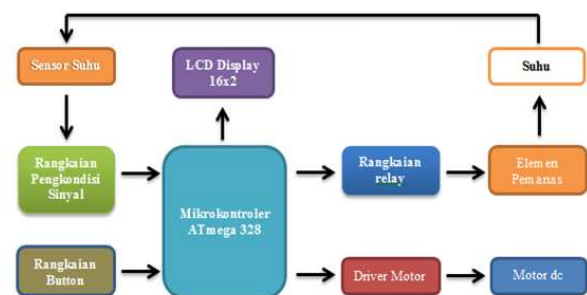 Sensor Suhu
LCD Display
16x2
Suhu
Rangkaian
Pengkondisi
Sinyal
Mikrokontroler
ATmega 328
Rangkaian
relay
Elemen
Pemanas
Rangkaian
Button
Driver Motor
Motor dc